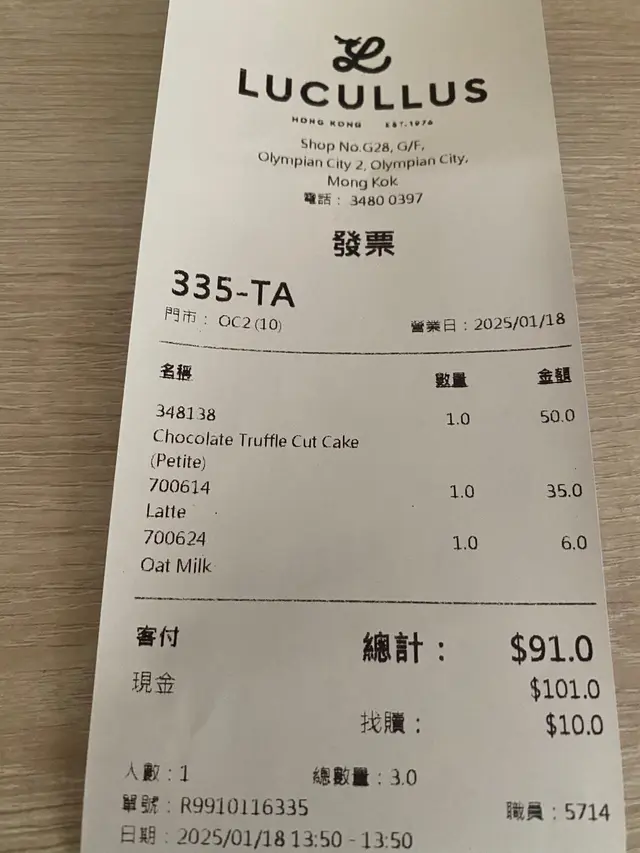 LUCULLUS
HONG KONG EST.1976
Shop No.G28, G/F,
Olympian City 2, Olympian City,
Mong Kok
電話： 3480 0397
發票
335-TA
門市： OC2 (10) 營業日：2025/01/18
名稱 數量 金額
348138 1.0 50.0
Chocolate Truffle Cut Cake
(Petite)
700614 1.0 35.0
Latte
700624 1.0 6.0
Oat Milk
客付 總計： $91.0
現金 $101.0
找贖： $10.0
人數：1 總數量：3.0
單號：R9910116335 職員：5714
日期：2025/01/18 13:50 - 13:50